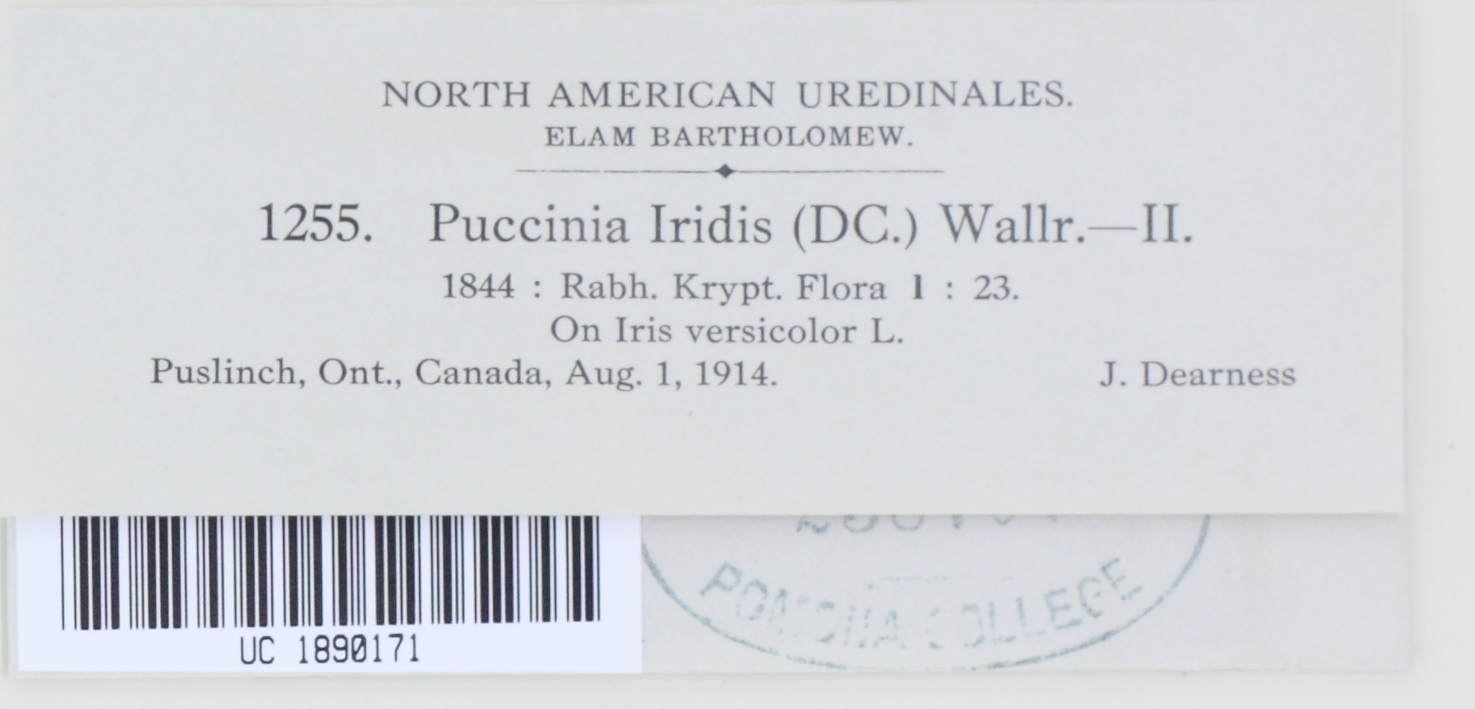 NORTH AMERICAN UREDINALES.
ELAM BARTHOLOMEW.
1255. Puccinia Iridis (DC.) Wallr.—II.
1844 : Rabh. Krypt. Flora 1 : 23.
On Iris versicolor L.
Puslinch, Ont., Canada, Aug. 1, 1914. J. Dearness
UC 1890171
POMONA COLLEGE